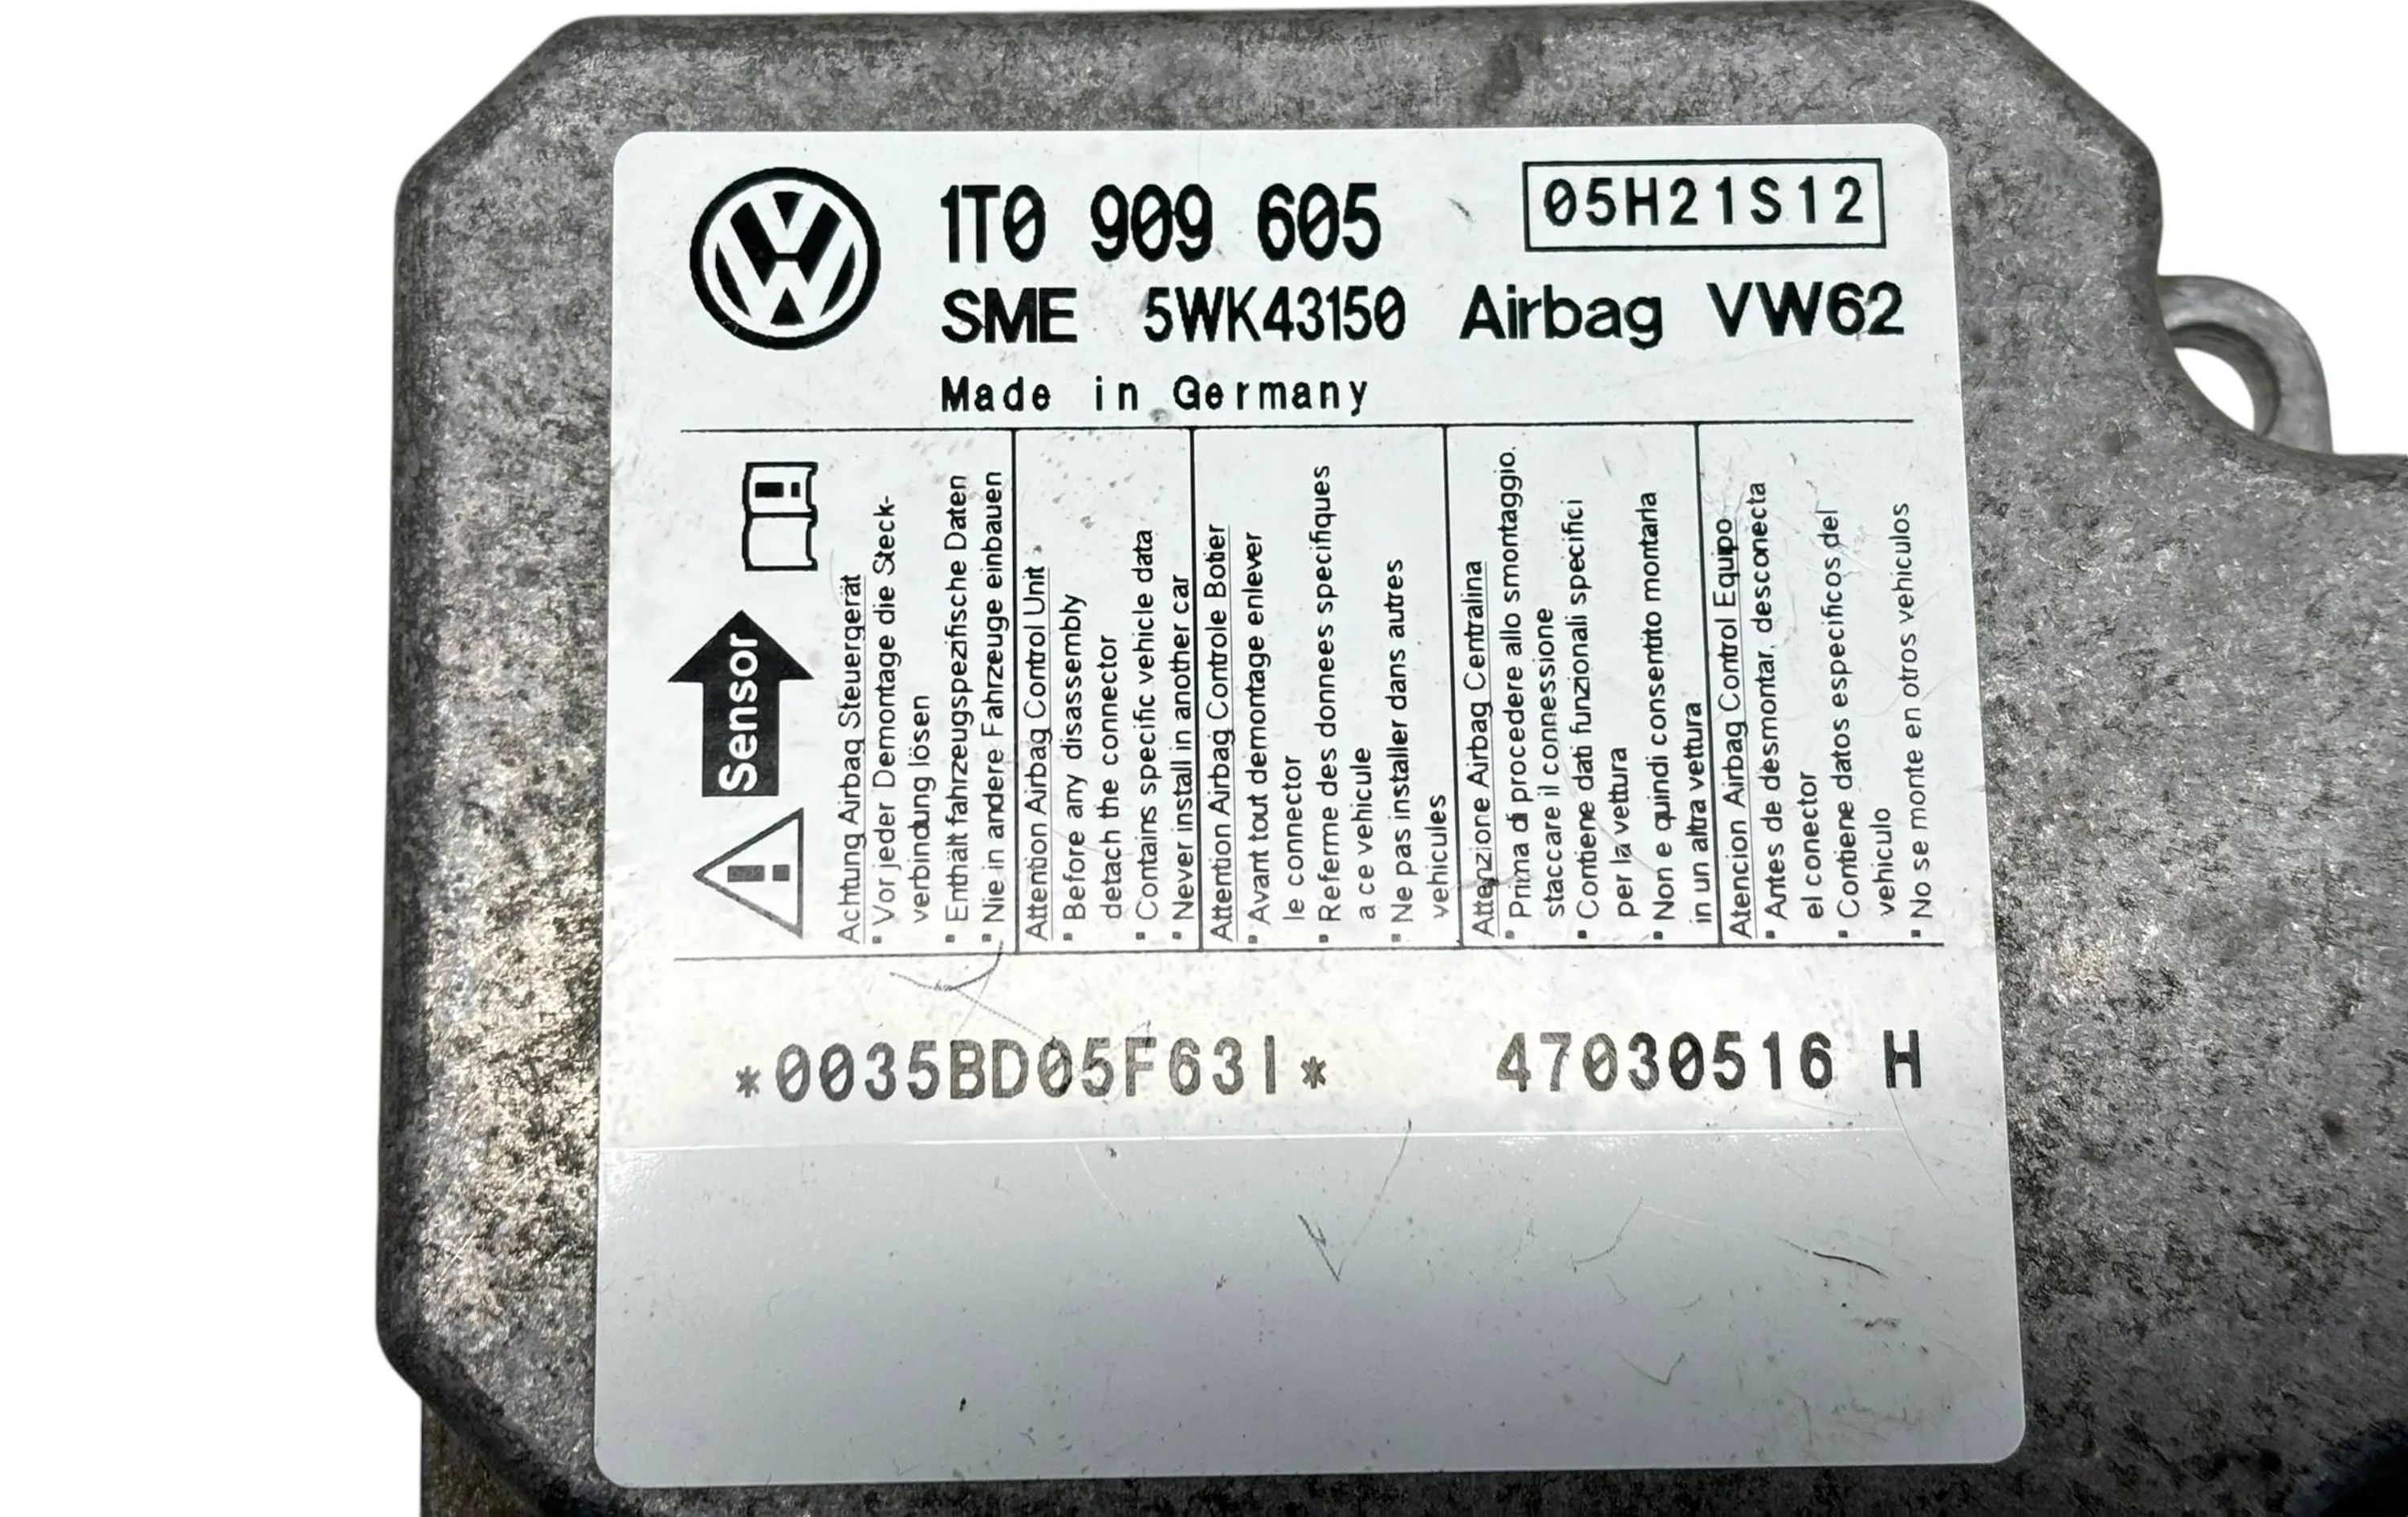 1T0 909 605
05H21S12
SME 5WK43150 Airbag VW62
Made in Germany
Sensor
Achtung Airbag Steuergerät
▪ Vor jeder Demontage die Steck-
verbindung lösen
▪ Enthält fahrzeugspezifische Daten
▪ Nie in andere Fahrzeuge einbauen
Attention Airbag Control Unit
▪ Before any disassembly
detach the connector
▪ Contains specific vehicle data
▪ Never install in another car
Attention Airbag Controle Botier
▪ Avant tout demontage enlever
le connector
▪ Referme des donnees specifiques
a ce vehicule
▪ Ne pas installer dans autres
vehicules
Attenzione Airbag Centralina
▪ Prima di procedere allo smontaggio.
staccare il connessione
▪ Contiene dati funzionali specifici
per la vettura
▪ Non e quindi consentito montarla
in un altra vettura
Atencion Airbag Control Equipo
▪ Antes de desmontar, desconecta
el conector
▪ Contiene datos especificos del
vehiculo
▪ No se monte en otros vehiculos
*0035BD05F63I* 47030516 H